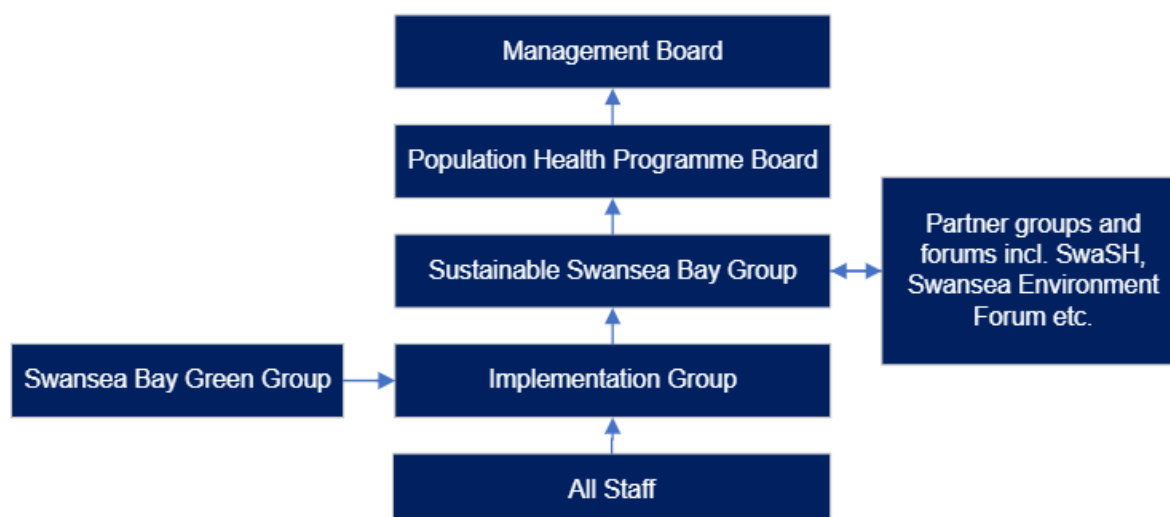 Management Board
Population Health Programme Board
Sustainable Swansea Bay Group
Partner groups and
forums incl. SwaSH,
Swansea Environment
Forum etc.
Swansea Bay Green Group
Implementation Group
All Staff